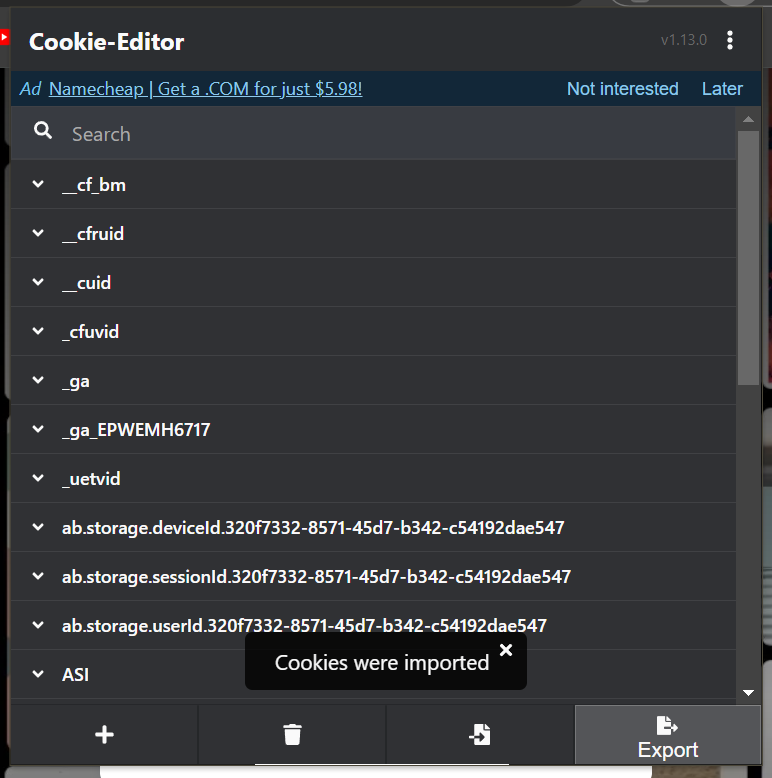 Cookie-Editor
v1.13.0
Ad Namecheap | Get a .COM for just $5.98!
Not interested Later
Search
__cf_bm
__cfruid
__cuid
_cfuvid
_ga
_ga_EPWEMH6717
_uetvid
ab.storage.deviceId.320f7332-8571-45d7-b342-c54192dae547
ab.storage.sessionId.320f7332-8571-45d7-b342-c54192dae547
ab.storage.userId.320f7332-8571-45d7-b342-c54192dae547
Cookies were imported
ASI
Export